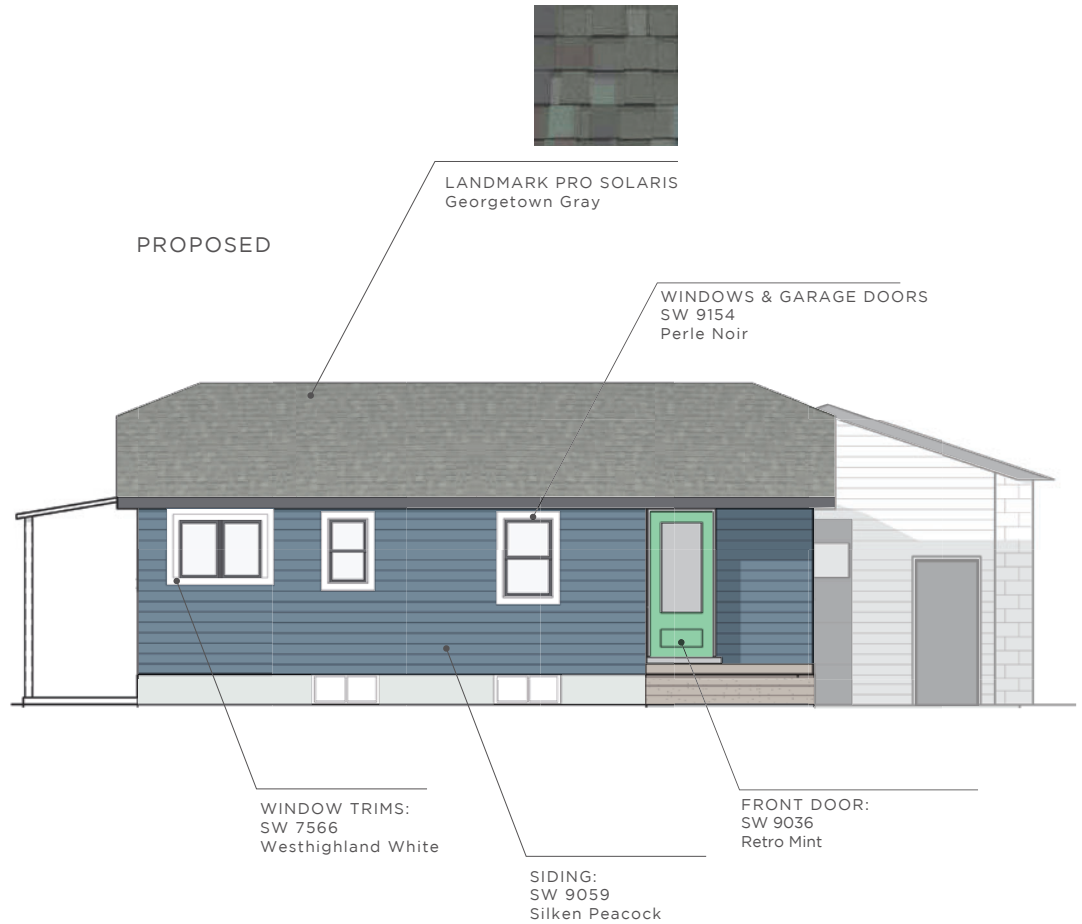 LANDMARK PRO SOLARIS
Georgetown Gray
PROPOSED
WINDOWS & GARAGE DOORS
SW 9154
Perle Noir
WINDOW TRIMS:
SW 7566
Westhighland White
FRONT DOOR:
SW 9036
Retro Mint
SIDING:
SW 9059
Silken Peacock